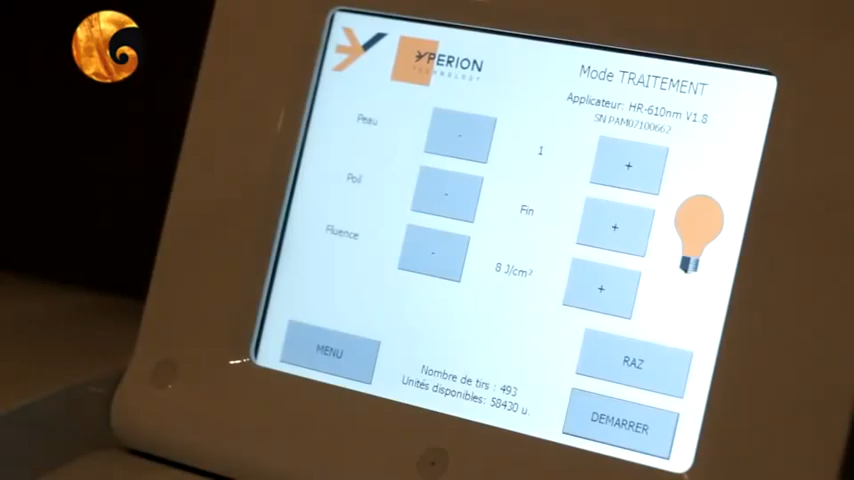 YPERION
TECHNOLOGY
Mode TRAITEMENT
Applicateur: HR-610nm V1.8
SN PAM07100662
Peau - 1 +
Poil - Fin +
Fluence - 8 J/cm² +
MENU
Nombre de tirs : 493
Unités disponibles: 58430 u.
RAZ
DEMARRER